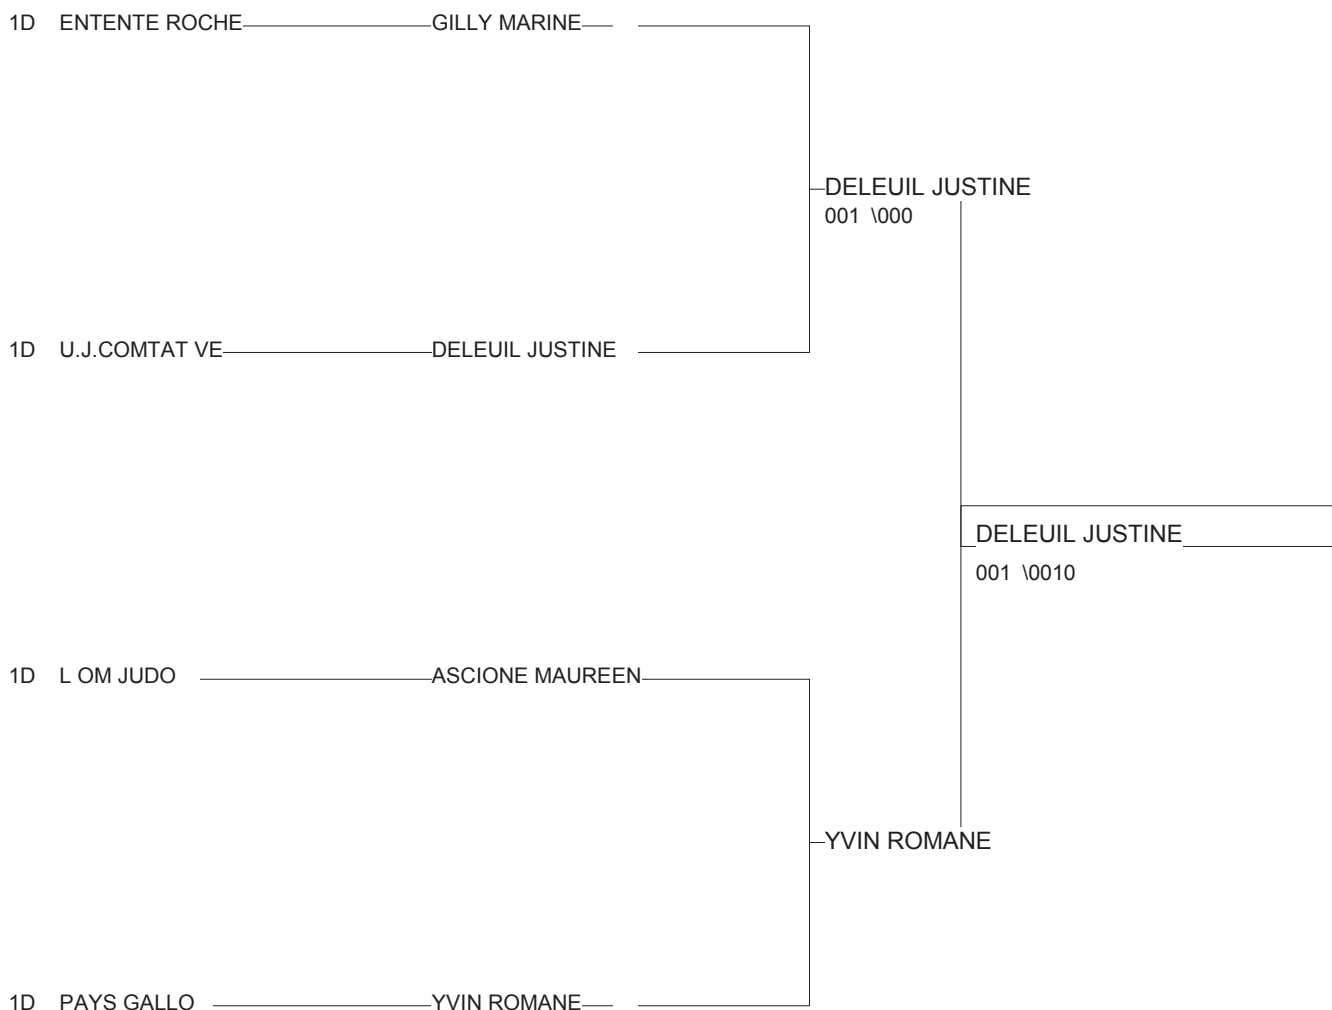 1D ENTENTE ROCHE GILLY MARINE
DELEUIL JUSTINE
001 \000
1D U.J.COMTAT VE DELEUIL JUSTINE
DELEUIL JUSTINE
001 \0010
1D L OM JUDO ASCIONE MAUREEN
YVIN ROMANE
1D PAYS GALLO YVIN ROMANE